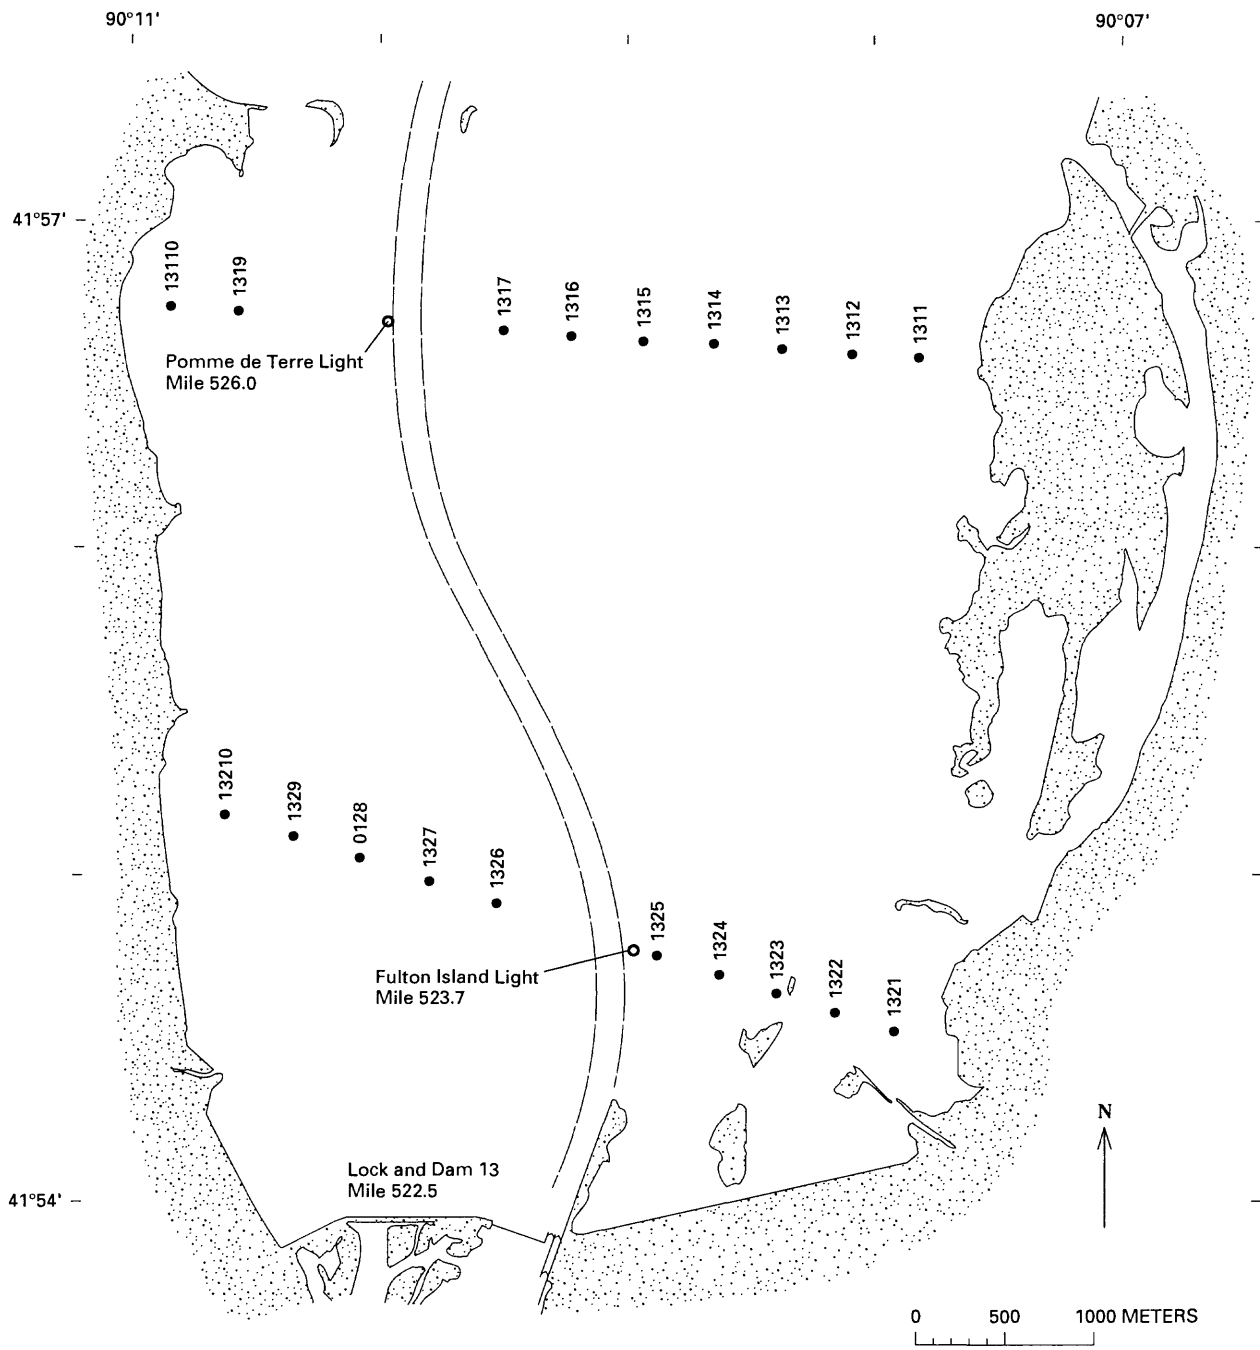 90°11'
90°07'
41°57'
13110
1319
1317
1316
1315
1314
1313
1312
1311
Pomme de Terre Light
Mile 526.0
13210
1329
0128
1327
1326
1325
1324
1323
1322
1321
Fulton Island Light
Mile 523.7
N
Lock and Dam 13
Mile 522.5
41°54'
0 500 1000 METERS